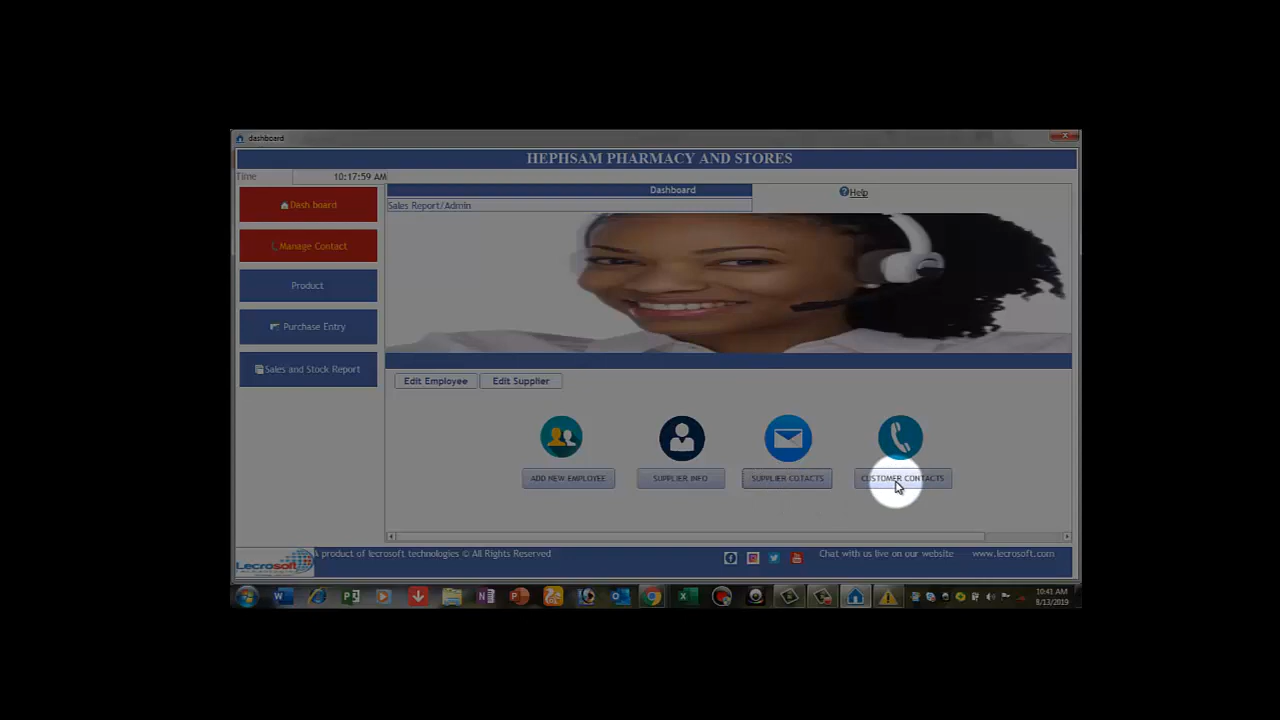 dashboard
HEPHSAM PHARMACY AND STORES
Time 10:17:59 AM
Dashboard
Help
Sales Report/Admin
Dash board
Manage Contact
Product
Purchase Entry
Sales and Stock Report
Edit Employee Edit Supplier
ADD NEW EMPLOYEE SUPPLIER INFO SUPPLIER COTACTS CUSTOMER CONTACTS
A product of lecrosoft technologies © All Rights Reserved Chat with us live on our website www.lecrosoft.com
Lecrosoft
10:41 AM
8/13/2019